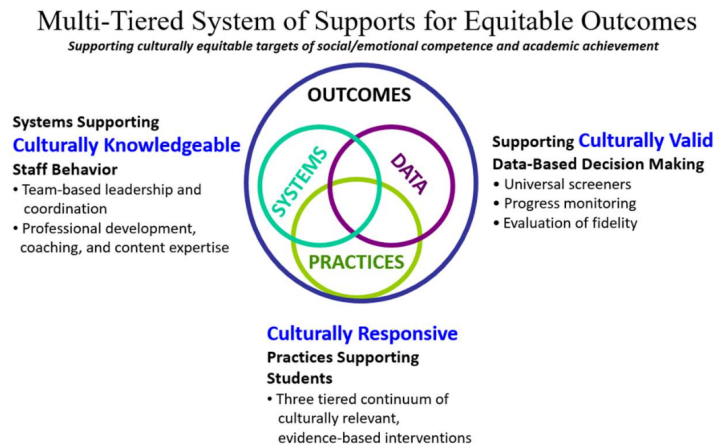 Multi-Tiered System of Supports for Equitable Outcomes
Supporting culturally equitable targets of social/emotional competence and academic achievement
OUTCOMES
SYSTEMS
DATA
PRACTICES
Systems Supporting
Culturally Knowledgeable
Staff Behavior
• Team-based leadership and
coordination
• Professional development,
coaching, and content expertise
Supporting Culturally Valid
Data-Based Decision Making
• Universal screeners
• Progress monitoring
• Evaluation of fidelity
Culturally Responsive
Practices Supporting
Students
• Three tiered continuum of
culturally relevant,
evidence-based interventions